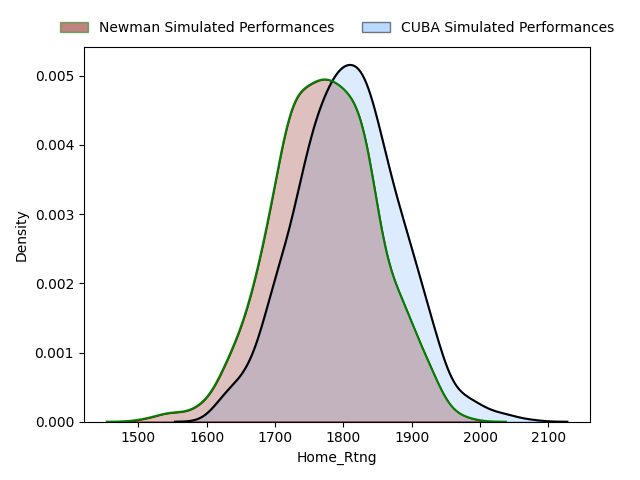 Newman Simulated Performances CUBA Simulated Performances
0.005
0.004
0.003
0.002
0.001
0.000
Density
1500 1600 1700 1800 1900 2000 2100
Home_Rtng